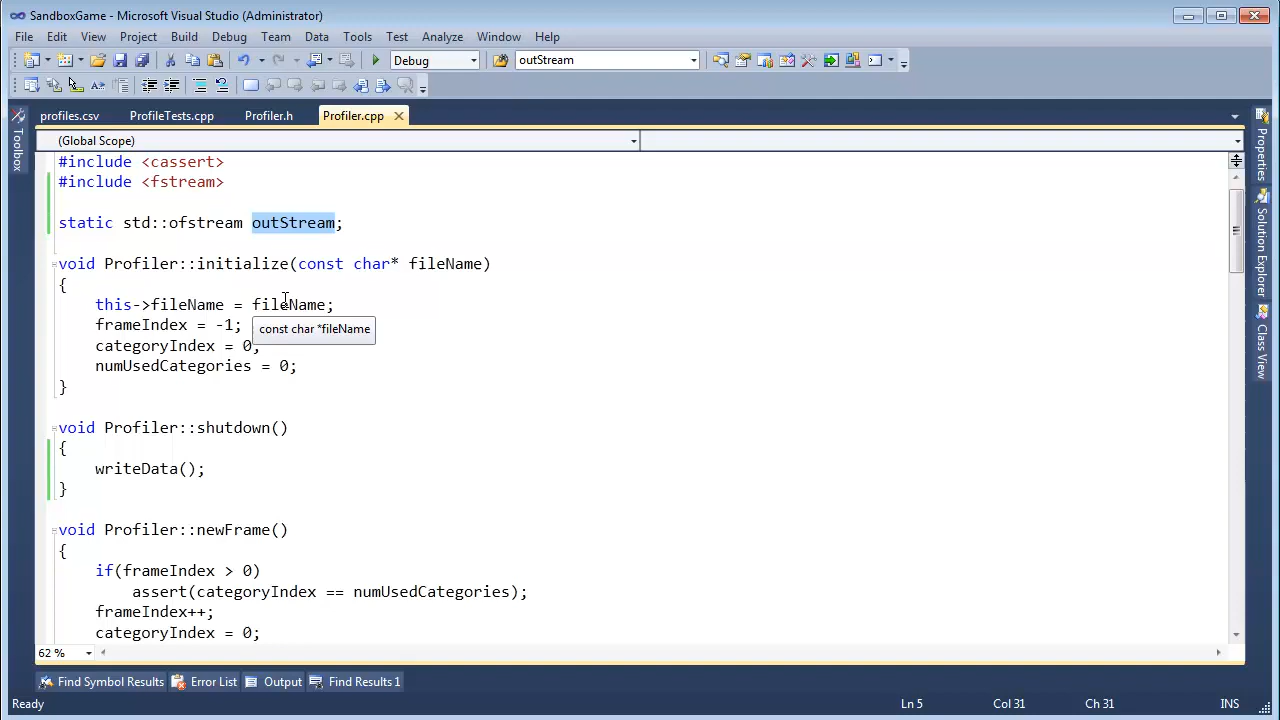 SandboxGame - Microsoft Visual Studio (Administrator)
File Edit View Project Build Debug Team Data Tools Test Analyze Window Help
Debug outStream
profiles.csv ProfileTests.cpp Profiler.h Profiler.cpp
(Global Scope)
#include <cassert>
#include <fstream>
static std::ofstream outStream;
void Profiler::initialize(const char* fileName)
{
this->fileName = fileName;
frameIndex = -1;
const char *fileName
categoryIndex = 0;
numUsedCategories = 0;
}
void Profiler::shutdown()
{
writeData();
}
void Profiler::newFrame()
{
if(frameIndex > 0)
assert(categoryIndex == numUsedCategories);
frameIndex++;
categoryIndex = 0;
62 %
Toolbox
Properties
Solution Explorer
Class View
Find Symbol Results Error List Output Find Results 1
Ready Ln 5 Col 31 Ch 31 INS